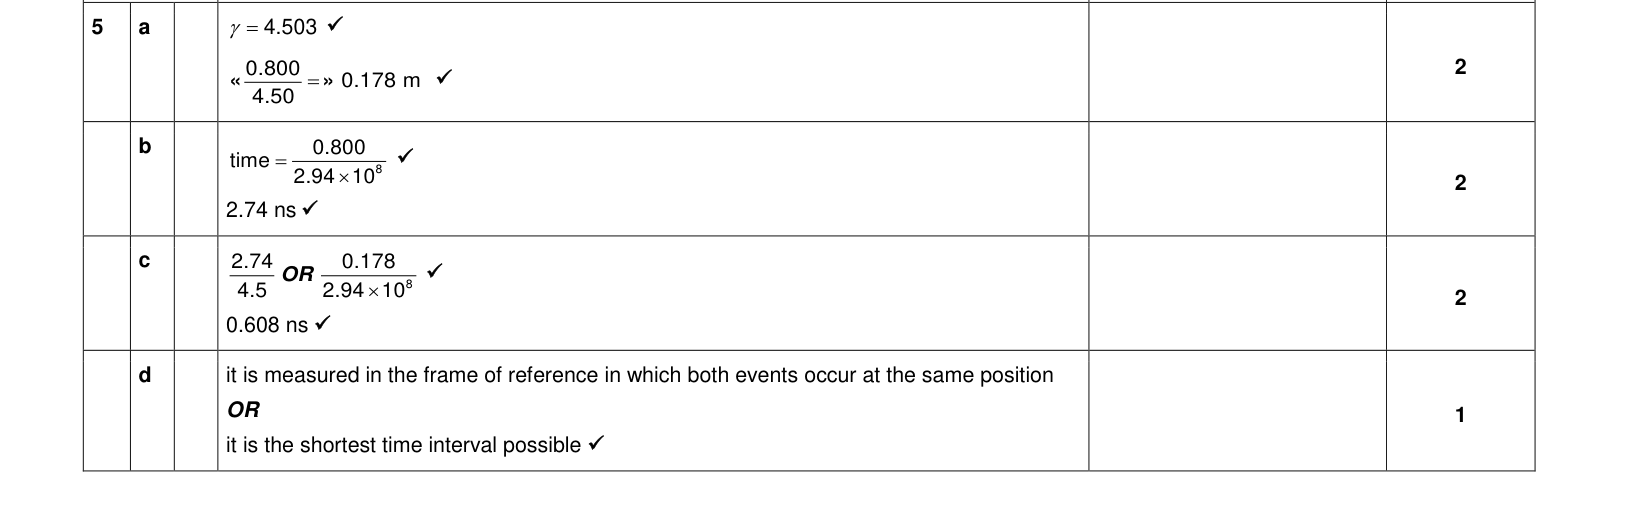 5 a γ = 4.503 ✓
«0.800/4.50 =» 0.178 m ✓
2
b time = 0.800/2.94×10⁸ ✓
2.74 ns ✓
2
c 2.74/4.5 OR 0.178/2.94×10⁸ ✓
0.608 ns ✓
2
d it is measured in the frame of reference in which both events occur at the same position
OR
it is the shortest time interval possible ✓
1